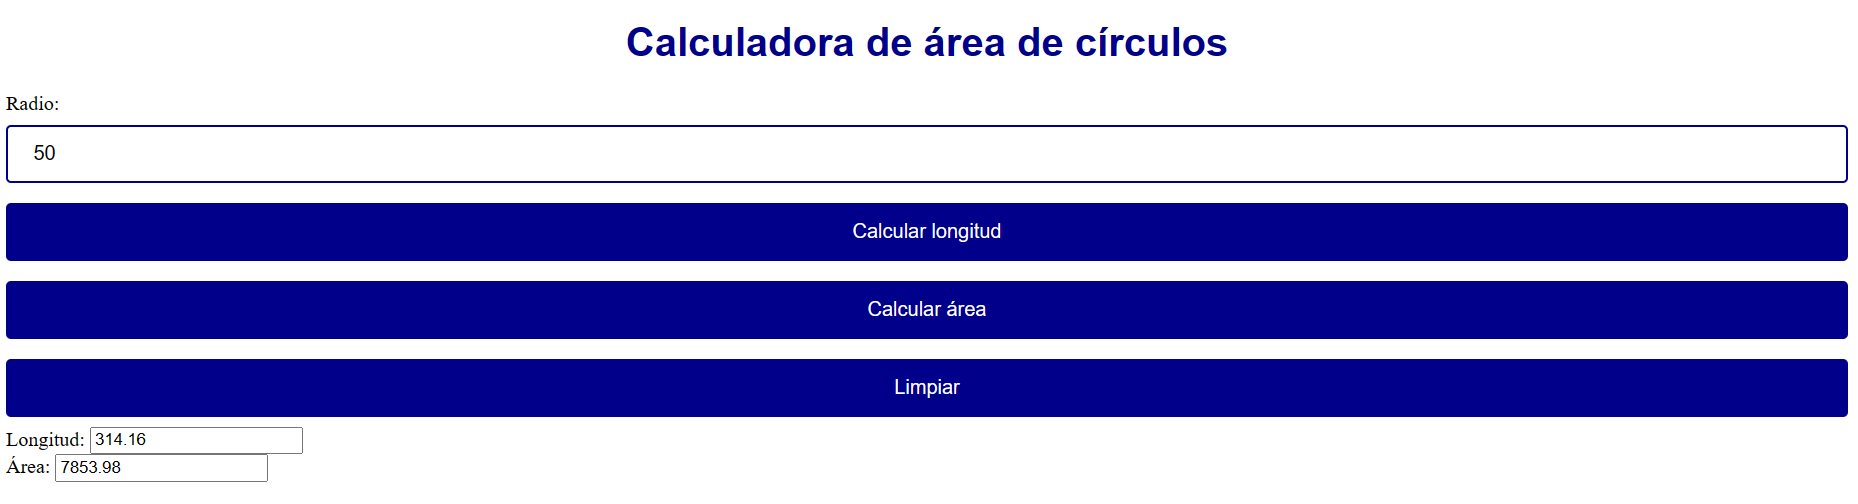 Calculadora de área de círculos
Radio:
50
Calcular longitud
Calcular área
Limpiar
Longitud: 314.16
Área: 7853.98